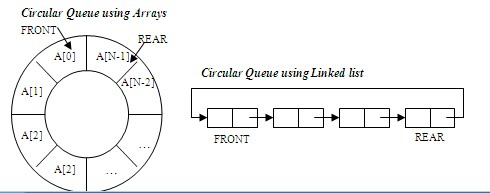 Circular Queue using Arrays
FRONT
REAR
A[0]
A[N-1]
A[N-2]
A[1]
A[2]
A[2]
...
...
Circular Queue using Linked list
FRONT
REAR